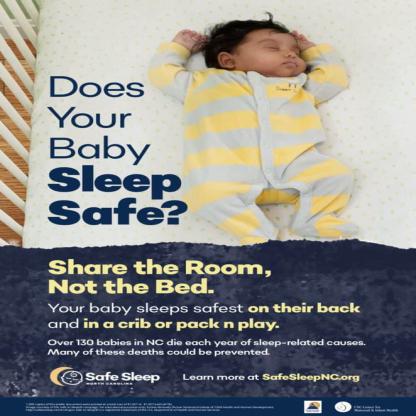 Does
Your
Baby
Sleep
Safe?
Share the Room,
Not the Bed.
Your baby sleeps safest on their back
and in a crib or pack n play.
Over 130 babies in NC die each year of sleep-related causes.
Many of these deaths could be prevented.
Safe Sleep
NORTH CAROLINA
Learn more at SafeSleepNC.org